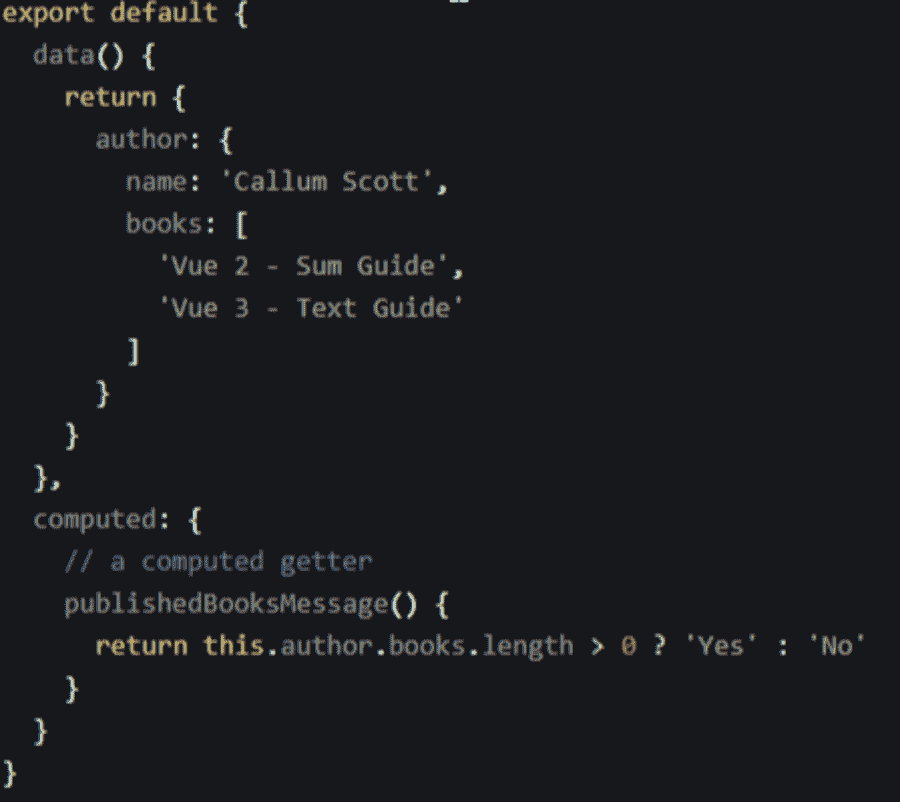 export default {
  data() {
    return {
      author: {
        name: 'Callum Scott',
        books: [
          'Vue 2 - Sum Guide',
          'Vue 3 - Text Guide'
        ]
      }
    }
  },
  computed: {
    // a computed getter
    publishedBooksMessage() {
      return this.author.books.length > 0 ? 'Yes' : 'No'
    }
  }
}